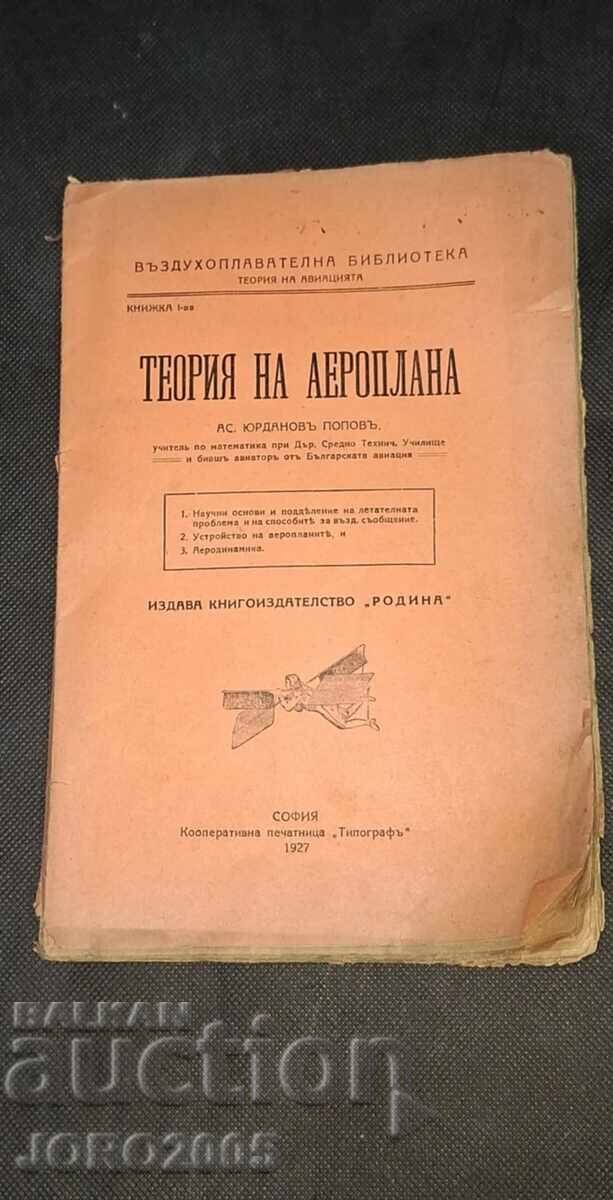 ВЪЗДУХОПЛАВАТЕЛНА БИБЛИОТЕКА
ТЕОРИЯ НА АВИАЦИЯТА
КНИЖКА I-ва
ТЕОРИЯ НА АЕРОПЛАНА
АС. ЮРДАНОВЪ ПОПОВЪ,
учитель по математика при Дър. Средно Технич. Училище
и бившъ авиаторъ отъ Българската авиация
1. Научни основи и подѣление на летателната
проблема и на способитѣ за възд. съобщение.
2. Устройство на аеропланитѣ, и
3. Аеродинамика.
ИЗДАВА КНИГОИЗДАТЕЛСТВО „РОДИНА"
СОФИЯ
Кооперативна печатница „Типографъ"
1927
BALKAN
auction
JORO2005